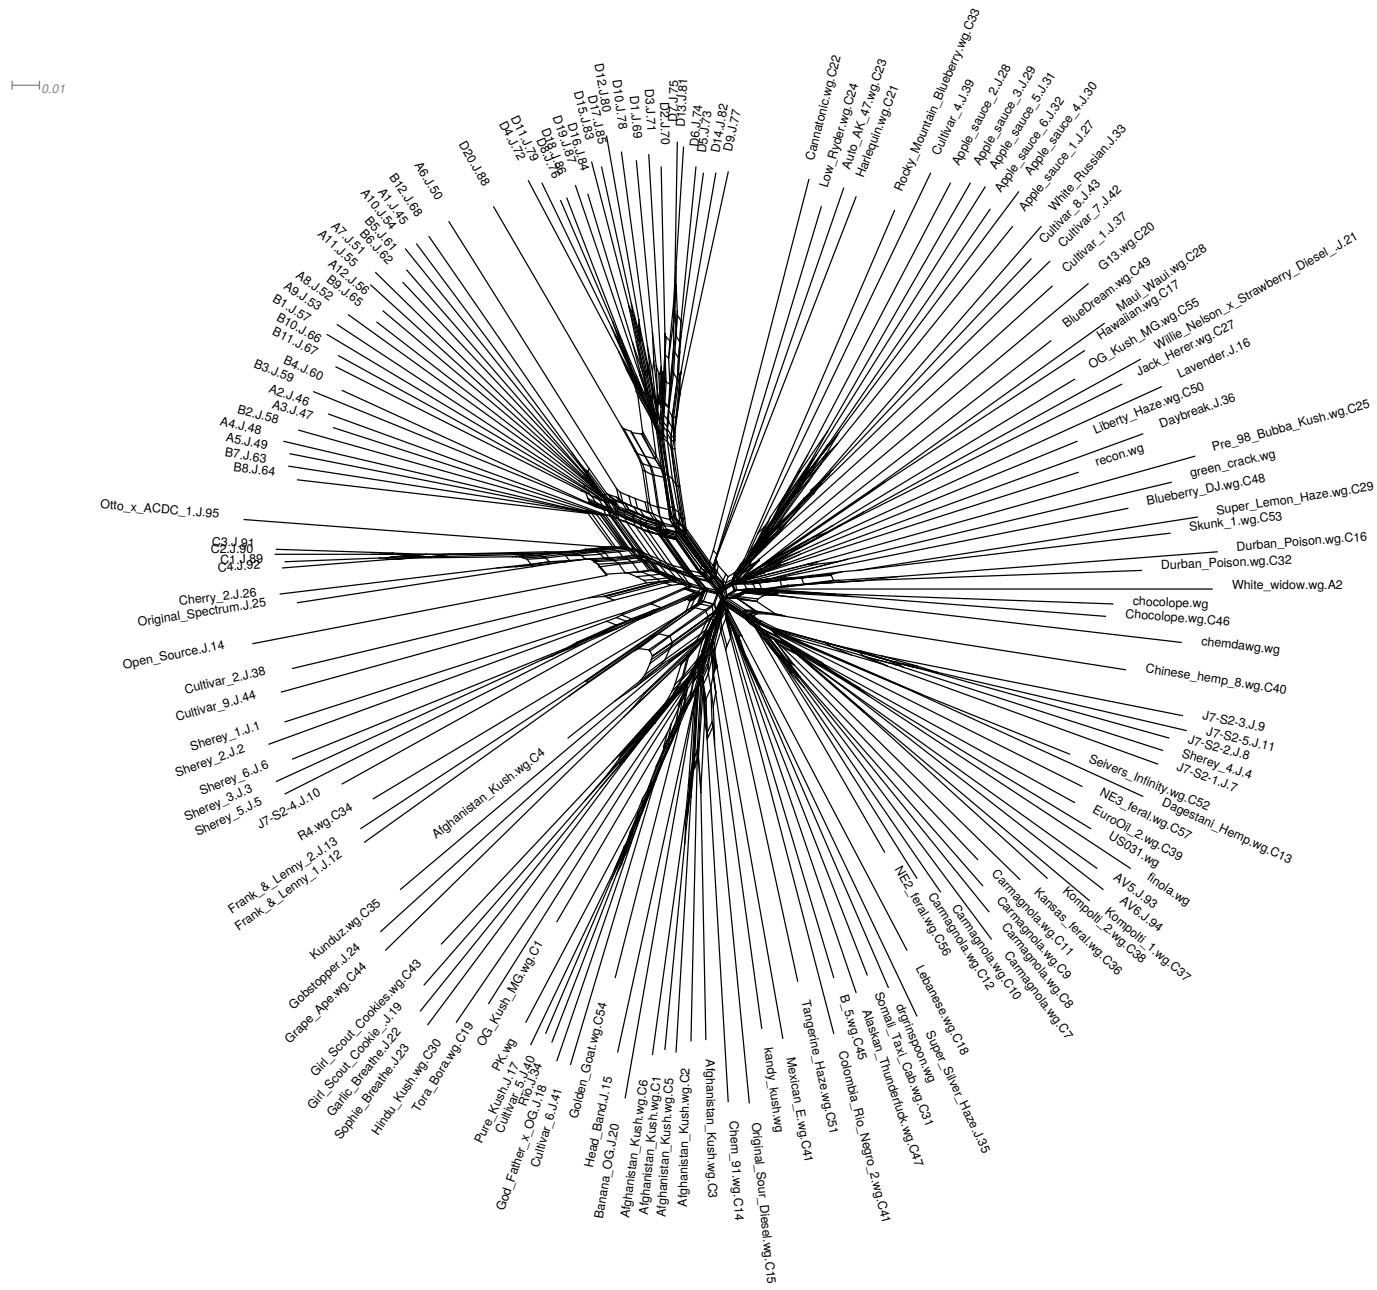 0.01
Cannatonic.wg.C22
Low_Ryder.wg.C24
Auto_AK_47.wg.C23
Harlequin.wg.C21
Rocky_Mountain_Blueberry.wg.C33
Cultivar_4.J.39
Apple_sauce_2.J.28
Apple_sauce_3.J.29
Apple_sauce_5.J.31
Apple_sauce_6.J.32
Apple_sauce_4.J.30
Apple_sauce_1.J.27
White_Russian.J.33
Cultivar_8.J.43
Cultivar_7.J.42
Cultivar_1.J.37
G13.wg.C20
BlueDream.wg.C49
Maui_Waui.wg.C28
Hawaiian.wg.C17
OG_Kush_MG.wg.C55
Willie_Nelson_x_Strawberry_Diesel_.J.21
Jack_Herer.wg.C27
Lavender.J.16
Liberty_Haze.wg.C50
Daybreak.J.36
recon.wg
Pre_98_Bubba_Kush.wg.C25
green_crack.wg
Blueberry_DJ.wg.C48
Super_Lemon_Haze.wg.C29
Skunk_1.wg.C53
Durban_Poison.wg.C16
Durban_Poison.wg.C32
White_widow.wg.A2
chocolope.wg
Chocolope.wg.C46
chemdawg.wg
Chinese_hemp_8.wg.C40
J7-S2-3.J.9
J7-S2-5.J.11
J7-S2-2.J.8
Sherey_4.J.4
J7-S2-1.J.7
Seivers_Infinity.wg.C52
Dagestani_Hemp.wg.C13
NE3_feral.wg.C57
EuroOil_2.wg.C39
US031.wg
finola.wg
AV5.J.93
AV6.J.94
Kompolti_1.wg.C37
Kompolti_2.wg.C38
Kansas_feral.wg.C36
Carmagnola.wg.C11
Carmagnola.wg.C9
Carmagnola.wg.C8
Carmagnola.wg.C7
Carmagnola.wg.C10
Carmagnola.wg.C12
NE2_feral.wg.C56
Lebanese.wg.C18
Super_Silver_Haze.J.35
drgrinspoon.wg
Somali_Taxi_Cab.wg.C31
Alaskan_Thunderfuck.wg.C47
B_5.wg.C45
Colombia_Rio_Negro_2.wg.C41
Tangerine_Haze.wg.C51
Mexican_E.wg.C41
kandy_kush.wg
Original_Sour_Diesel.wg.C15
Chem_91.wg.C14
Afghanistan_Kush.wg.C3
Afghanistan_Kush.wg.C2
Afghanistan_Kush.wg.C5
Afghanistan_Kush.wg.C1
Afghanistan_Kush.wg.C6
Banana_OG.J.20
Head_Band.J.15
Golden_Goat.wg.C54
Cultivar_6.J.41
God_Father_x_OG.J.18
Rio.J.34
Cultivar_5.J.40
Pure_Kush.J.17
PK.wg
OG_Kush_MG.wg.C1
Tora_Bora.wg.C19
Hindu_Kush.wg.C30
Sophie_Breathe.J.23
Garlic_Breathe.J.22
Girl_Scout_Cookie_.J.19
Girl_Scout_Cookies.wg.C43
Grape_Ape.wg.C44
Gobstopper.J.24
Kunduz.wg.C35
Afghanistan_Kush.wg.C4
Frank_&_Lenny_1.J.12
Frank_&_Lenny_2.J.13
R4.wg.C34
J7-S2-4.J.10
Sherey_5.J.5
Sherey_3.J.3
Sherey_6.J.6
Sherey_2.J.2
Sherey_1.J.1
Cultivar_9.J.44
Cultivar_2.J.38
Open_Source.J.14
Original_Spectrum.J.25
Cherry_2.J.26
C4.J.92
C1.J.89
C2.J.90
C3.J.91
Otto_x_ACDC_1.J.95
B8.J.64
B7.J.63
A5.J.49
A4.J.48
B2.J.58
A3.J.47
A2.J.46
B3.J.59
B4.J.60
B11.J.67
B10.J.66
B1.J.57
A9.J.53
A8.J.52
B9.J.65
A12.J.56
A11.J.55
A7.J.51
B6.J.62
B5.J.61
A10.J.54
A1.J.45
B12.J.68
A6.J.50
D20.J.88
D4.J.72
D11.J.79
D8.J.76
D18.J.86
D19.J.87
D16.J.84
D15.J.83
D17.J.85
D12.J.80
D10.J.78
D1.J.69
D3.J.71
D2.J.70
D7.J.75
D13.J.81
D6.J.74
D5.J.73
D14.J.82
D9.J.77